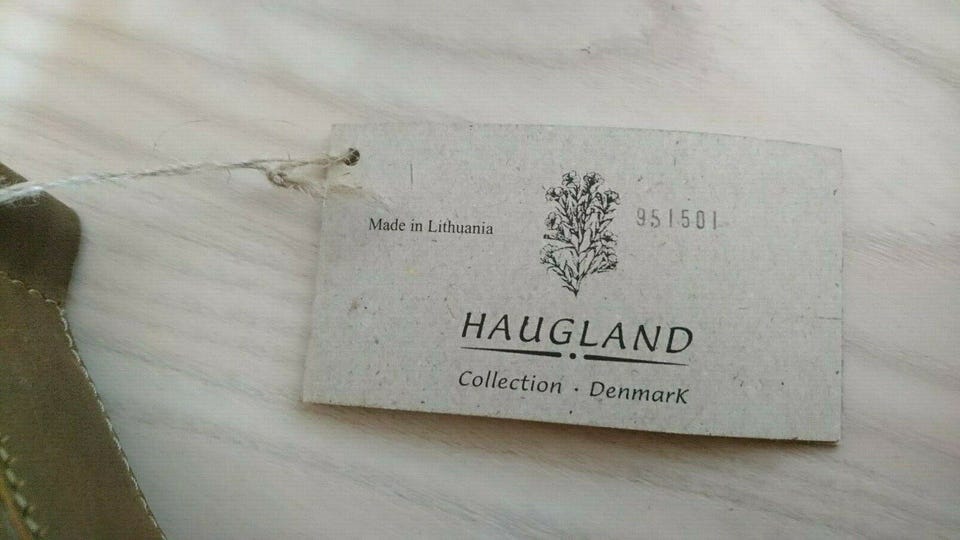 Made in Lithuania
951501
HAUGLAND
Collection · Denmark